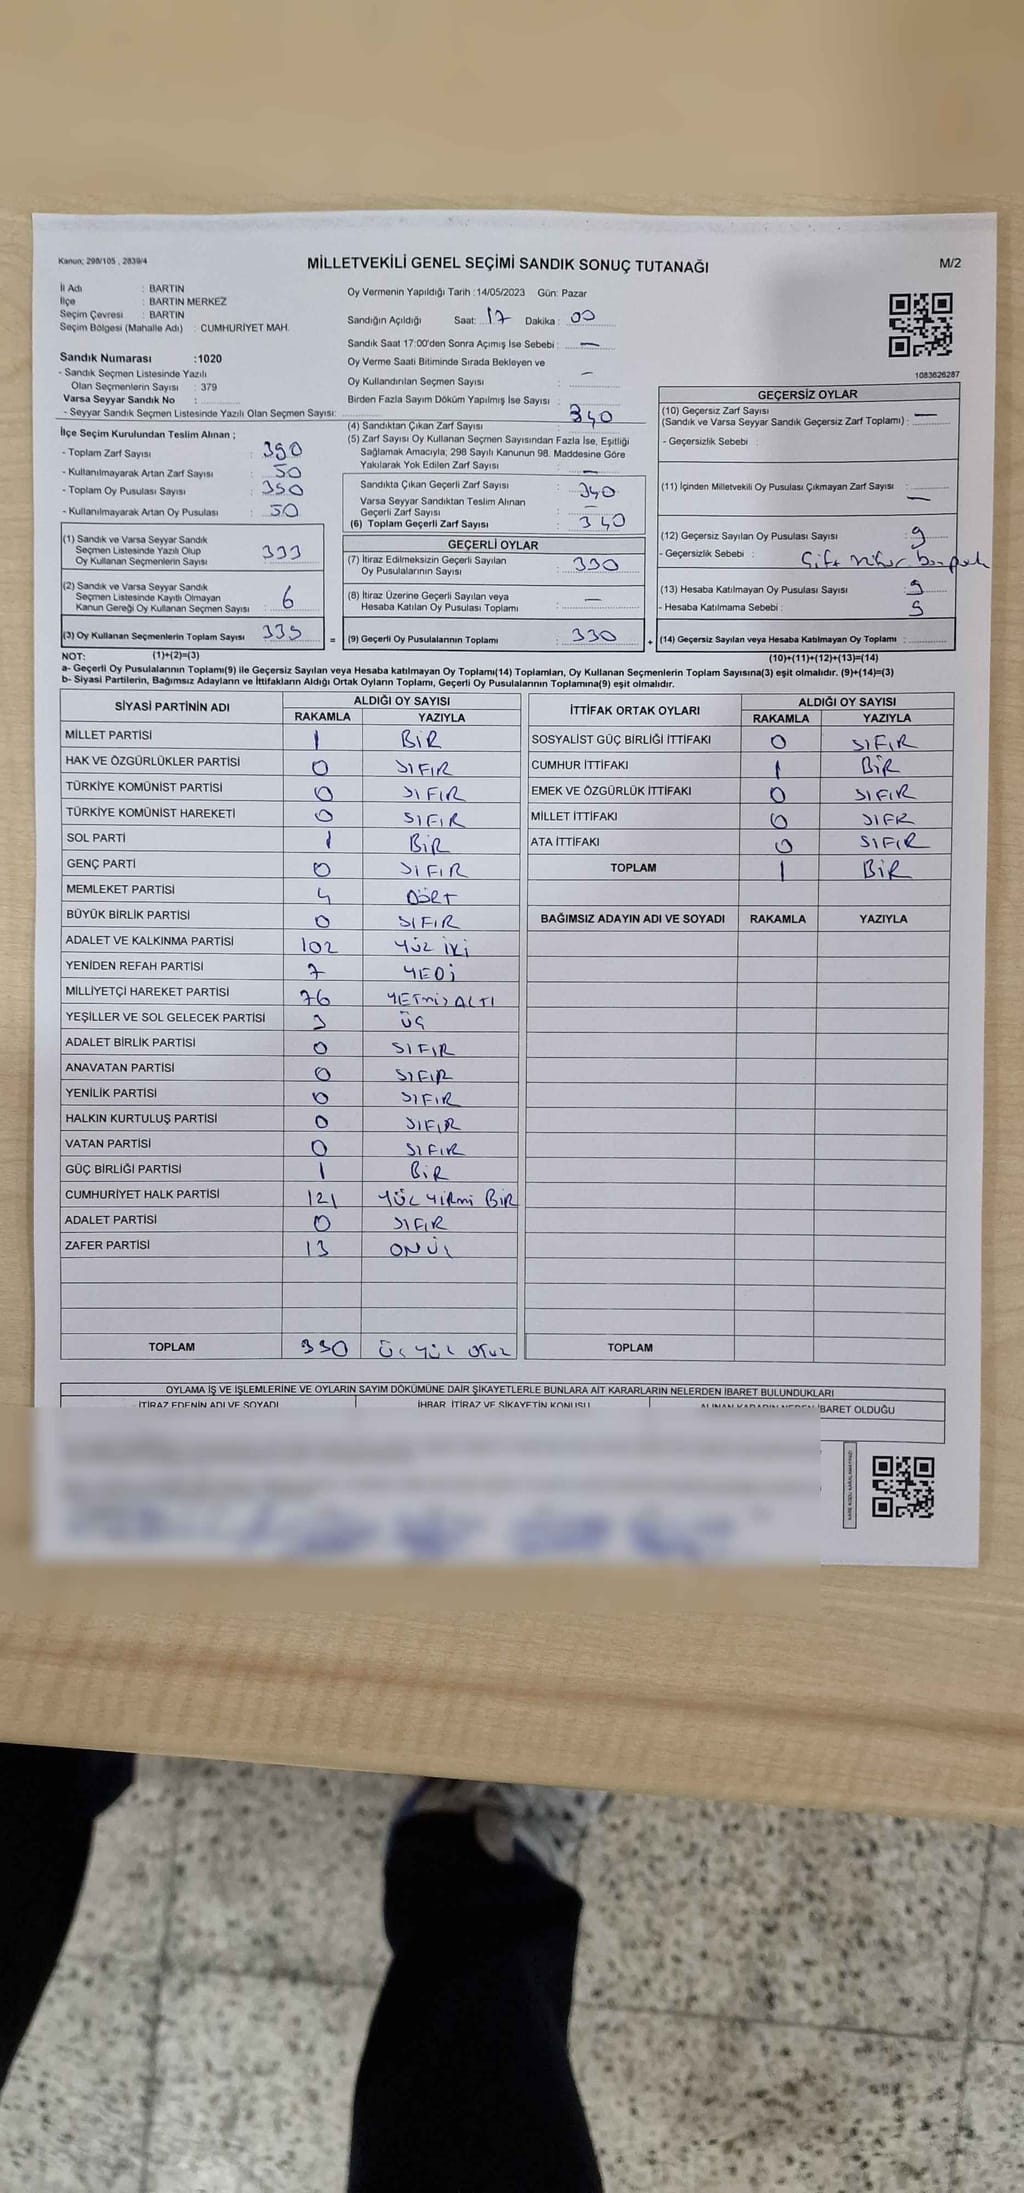 Kanun; 298/105 , 2839/4
MİLLETVEKİLİ GENEL SEÇİMİ SANDIK SONUÇ TUTANAĞI
M/2
İl Adı : BARTIN
İlçe : BARTIN MERKEZ
Seçim Çevresi : BARTIN
Seçim Bölgesi (Mahalle Adı) : CUMHURİYET MAH.
Sandık Numarası :1020
- Sandık Seçmen Listesinde Yazılı
Olan Seçmenlerin Sayısı : 379
Varsa Seyyar Sandık No :
- Seyyar Sandık Seçmen Listesinde Yazılı Olan Seçmen Sayısı:
İlçe Seçim Kurulundan Teslim Alınan ;
- Toplam Zarf Sayısı : 390
- Kullanılmayarak Artan Zarf Sayısı : 50
- Toplam Oy Pusulası Sayısı : 390
- Kullanılmayarak Artan Oy Pusulası : 50
(1) Sandık ve Varsa Seyyar Sandık
Seçmen Listesinde Yazılı Olup
Oy Kullanan Seçmenlerin Sayısı : 333
(2) Sandık ve Varsa Seyyar Sandık
Seçmen Listesinde Kayıtlı Olmayan
Kanun Gereği Oy Kullanan Seçmen Sayısı : 6
(3) Oy Kullanan Seçmenlerin Toplam Sayısı 339 =
Oy Vermenin Yapıldığı Tarih :14/05/2023 Gün: Pazar
Sandığın Açıldığı Saat: 17 Dakika : 00
Sandık Saat 17:00'den Sonra Açımış İse Sebebi : —
Oy Verme Saati Bitiminde Sırada Bekleyen ve
Oy Kullandırılan Seçmen Sayısı : —
Birden Fazla Sayım Döküm Yapılmış İse Sayısı :
(4) Sandıktan Çıkan Zarf Sayısı : 340
(5) Zarf Sayısı Oy Kullanan Seçmen Sayısından Fazla İse, Eşitliği
Sağlamak Amacıyla; 298 Sayılı Kanunun 98. Maddesine Göre
Yakılarak Yok Edilen Zarf Sayısı : —
Sandıkta Çıkan Geçerli Zarf Sayısı : 340
Varsa Seyyar Sandıktan Teslim Alınan
Geçerli Zarf Sayısı : —
(6) Toplam Geçerli Zarf Sayısı : 340
GEÇERLİ OYLAR
(7) İtiraz Edilmeksizin Geçerli Sayılan
Oy Pusulalarının Sayısı : 330
(8) İtiraz Üzerine Geçerli Sayılan veya
Hesaba Katılan Oy Pusulası Toplamı : —
(9) Geçerli Oy Pusulalarının Toplamı : 330 +
1083626287
GEÇERSİZ OYLAR
(10) Geçersiz Zarf Sayısı
(Sandık ve Varsa Seyyar Sandık Geçersiz Zarf Toplamı) : —
- Geçersizlik Sebebi :
(11) İçinden Milletvekili Oy Pusulası Çıkmayan Zarf Sayısı : —
(12) Geçersiz Sayılan Oy Pusulası Sayısı : 9
- Geçersizlik Sebebi :
(13) Hesaba Katılmayan Oy Pusulası Sayısı : 9
- Hesaba Katılmama Sebebi : 9
(14) Geçersiz Sayılan veya Hesaba Katılmayan Oy Toplamı :
NOT: (1)+(2)=(3)
(10)+(11)+(12)+(13)=(14)
a- Geçerli Oy Pusulalarının Toplamı(9) ile Geçersiz Sayılan veya Hesaba katılmayan Oy Toplamı(14) Toplamları, Oy Kullanan Seçmenlerin Toplam Sayısına(3) eşit olmalıdır. (9)+(14)=(3)
b- Siyasi Partilerin, Bağımsız Adayların ve İttifakların Aldığı Ortak Oyların Toplamı, Geçerli Oy Pusulalarının Toplamına(9) eşit olmalıdır.
SİYASİ PARTİNİN ADI ALDIĞI OY SAYISI
RAKAMLA YAZIYLA
MİLLET PARTİSİ 1 BİR
HAK VE ÖZGÜRLÜKLER PARTİSİ 0 SIFIR
TÜRKİYE KOMÜNİST PARTİSİ 0 SIFIR
TÜRKİYE KOMÜNİST HAREKETİ 0 SIFIR
SOL PARTİ 1 BİR
GENÇ PARTİ 0 SIFIR
MEMLEKET PARTİSİ 4 DÖRT
BÜYÜK BİRLİK PARTİSİ 0 SIFIR
ADALET VE KALKINMA PARTİSİ 102 YÜZ İKİ
YENİDEN REFAH PARTİSİ 7 YEDİ
MİLLİYETÇİ HAREKET PARTİSİ 76 YETMİŞ ALTI
YEŞİLLER VE SOL GELECEK PARTİSİ 3 ÜÇ
ADALET BİRLİK PARTİSİ 0 SIFIR
ANAVATAN PARTİSİ 0 SIFIR
YENİLİK PARTİSİ 0 SIFIR
HALKIN KURTULUŞ PARTİSİ 0 SIFIR
VATAN PARTİSİ 0 SIFIR
GÜÇ BİRLİĞİ PARTİSİ 1 BİR
CUMHURİYET HALK PARTİSİ 121 YÜZ YİRMİ BİR
ADALET PARTİSİ 0 SIFIR
ZAFER PARTİSİ 13 ONÜÇ
TOPLAM 330 ÜÇ YÜZ OTUZ
İTTİFAK ORTAK OYLARI ALDIĞI OY SAYISI
RAKAMLA YAZIYLA
SOSYALİST GÜÇ BİRLİĞİ İTTİFAKI 0 SIFIR
CUMHUR İTTİFAKI 1 BİR
EMEK VE ÖZGÜRLÜK İTTİFAKI 0 SIFIR
MİLLET İTTİFAKI 0 SIFR
ATA İTTİFAKI 0 SIFIR
TOPLAM 1 BİR
BAĞIMSIZ ADAYIN ADI VE SOYADI RAKAMLA YAZIYLA
TOPLAM
OYLAMA İŞ VE İŞLEMLERİNE VE OYLARIN SAYIM DÖKÜMÜNE DAİR ŞİKAYETLERLE BUNLARA AİT KARARLARIN NELERDEN İBARET BULUNDUKLARI
İTİRAZ EDENİN ADI VE SOYADI İHBAR, İTİRAZ VE ŞİKAYETİN KONUSU ALINAN KARARIN NEDEN İBARET OLDUĞU